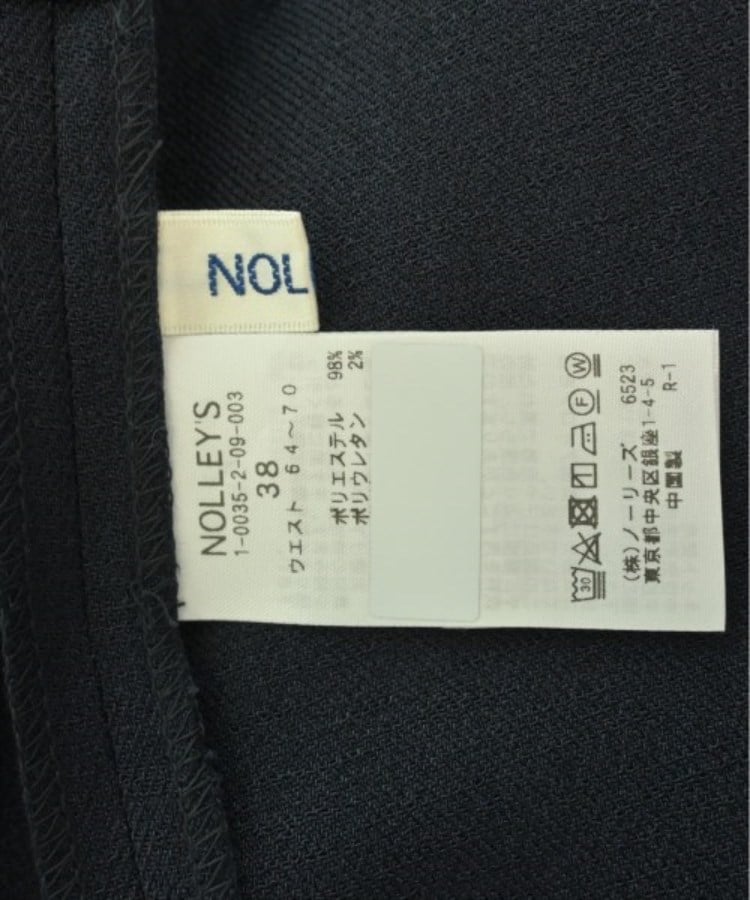 NOL
NOLLEY'S
1-0035-2-09-003
38
ウエスト 64～70
ポリエステル 98%
ポリウレタン 2%
30
F
W
(株)ノーリーズ 6523
東京都中央区銀座1-4-5
中国製 R-1